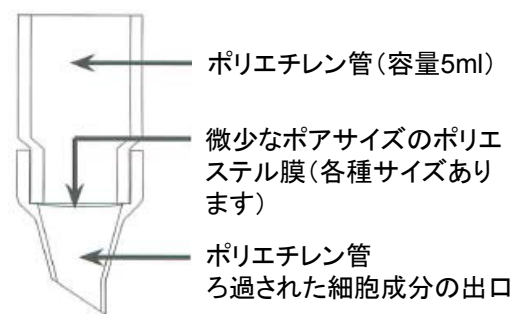 ポリエチレン管（容量5ml）
微少なポアサイズのポリエ
ステル膜（各種サイズあり
ます）
ポリエチレン管
ろ過された細胞成分の出口